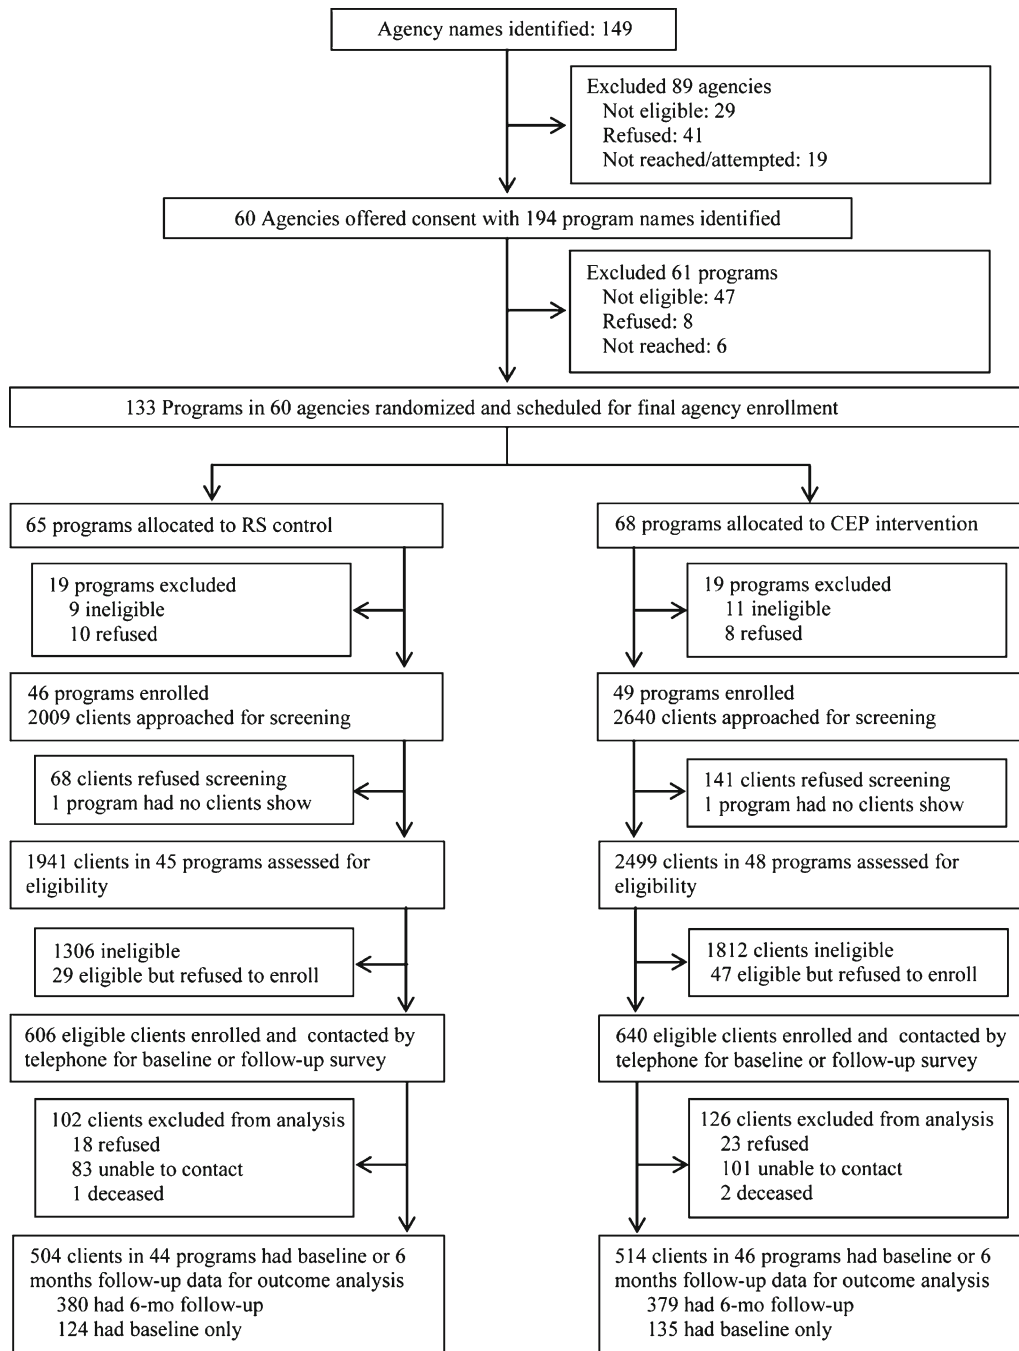 Agency names identified: 149
Excluded 89 agencies
Not eligible: 29
Refused: 41
Not reached/attempted: 19
60 Agencies offered consent with 194 program names identified
Excluded 61 programs
Not eligible: 47
Refused: 8
Not reached: 6
133 Programs in 60 agencies randomized and scheduled for final agency enrollment
65 programs allocated to RS control
19 programs excluded
9 ineligible
10 refused
46 programs enrolled
2009 clients approached for screening
68 clients refused screening
1 program had no clients show
1941 clients in 45 programs assessed for
eligibility
1306 ineligible
29 eligible but refused to enroll
606 eligible clients enrolled and contacted by
telephone for baseline or follow-up survey
102 clients excluded from analysis
18 refused
83 unable to contact
1 deceased
504 clients in 44 programs had baseline or 6
months follow-up data for outcome analysis
380 had 6-mo follow-up
124 had baseline only
68 programs allocated to CEP intervention
19 programs excluded
11 ineligible
8 refused
49 programs enrolled
2640 clients approached for screening
141 clients refused screening
1 program had no clients show
2499 clients in 48 programs assessed for
eligibility
1812 clients ineligible
47 eligible but refused to enroll
640 eligible clients enrolled and contacted by
telephone for baseline or follow-up survey
126 clients excluded from analysis
23 refused
101 unable to contact
2 deceased
514 clients in 46 programs had baseline or 6
months follow-up data for outcome analysis
379 had 6-mo follow-up
135 had baseline only